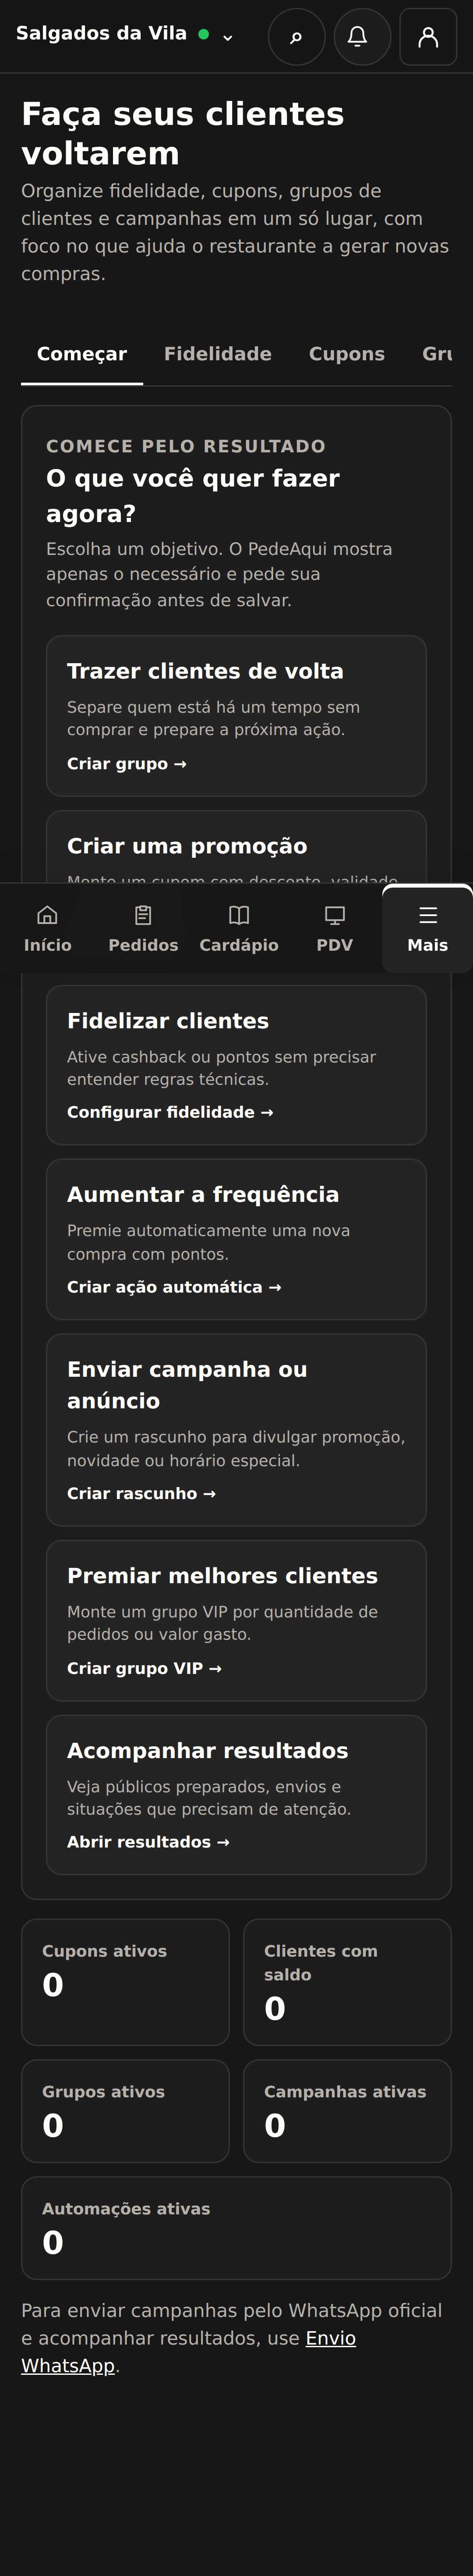 Salgados da Vila
Faça seus clientes
voltarem
Organize fidelidade, cupons, grupos de
clientes e campanhas em um só lugar, com
foco no que ajuda o restaurante a gerar novas
compras.
Começar Fidelidade Cupons Gru
COMECE PELO RESULTADO
O que você quer fazer
agora?
Escolha um objetivo. O PedeAqui mostra
apenas o necessário e pede sua
confirmação antes de salvar.
Trazer clientes de volta
Separe quem está há um tempo sem
comprar e prepare a próxima ação.
Criar grupo →
Criar uma promoção
Monte um cupom com desconto, validade
Início Pedidos Cardápio PDV Mais
Fidelizar clientes
Ative cashback ou pontos sem precisar
entender regras técnicas.
Configurar fidelidade →
Aumentar a frequência
Premie automaticamente uma nova
compra com pontos.
Criar ação automática →
Enviar campanha ou
anúncio
Crie um rascunho para divulgar promoção,
novidade ou horário especial.
Criar rascunho →
Premiar melhores clientes
Monte um grupo VIP por quantidade de
pedidos ou valor gasto.
Criar grupo VIP →
Acompanhar resultados
Veja públicos preparados, envios e
situações que precisam de atenção.
Abrir resultados →
Cupons ativos
0
Clientes com
saldo
0
Grupos ativos
0
Campanhas ativas
0
Automações ativas
0
Para enviar campanhas pelo WhatsApp oficial
e acompanhar resultados, use Envio
WhatsApp.